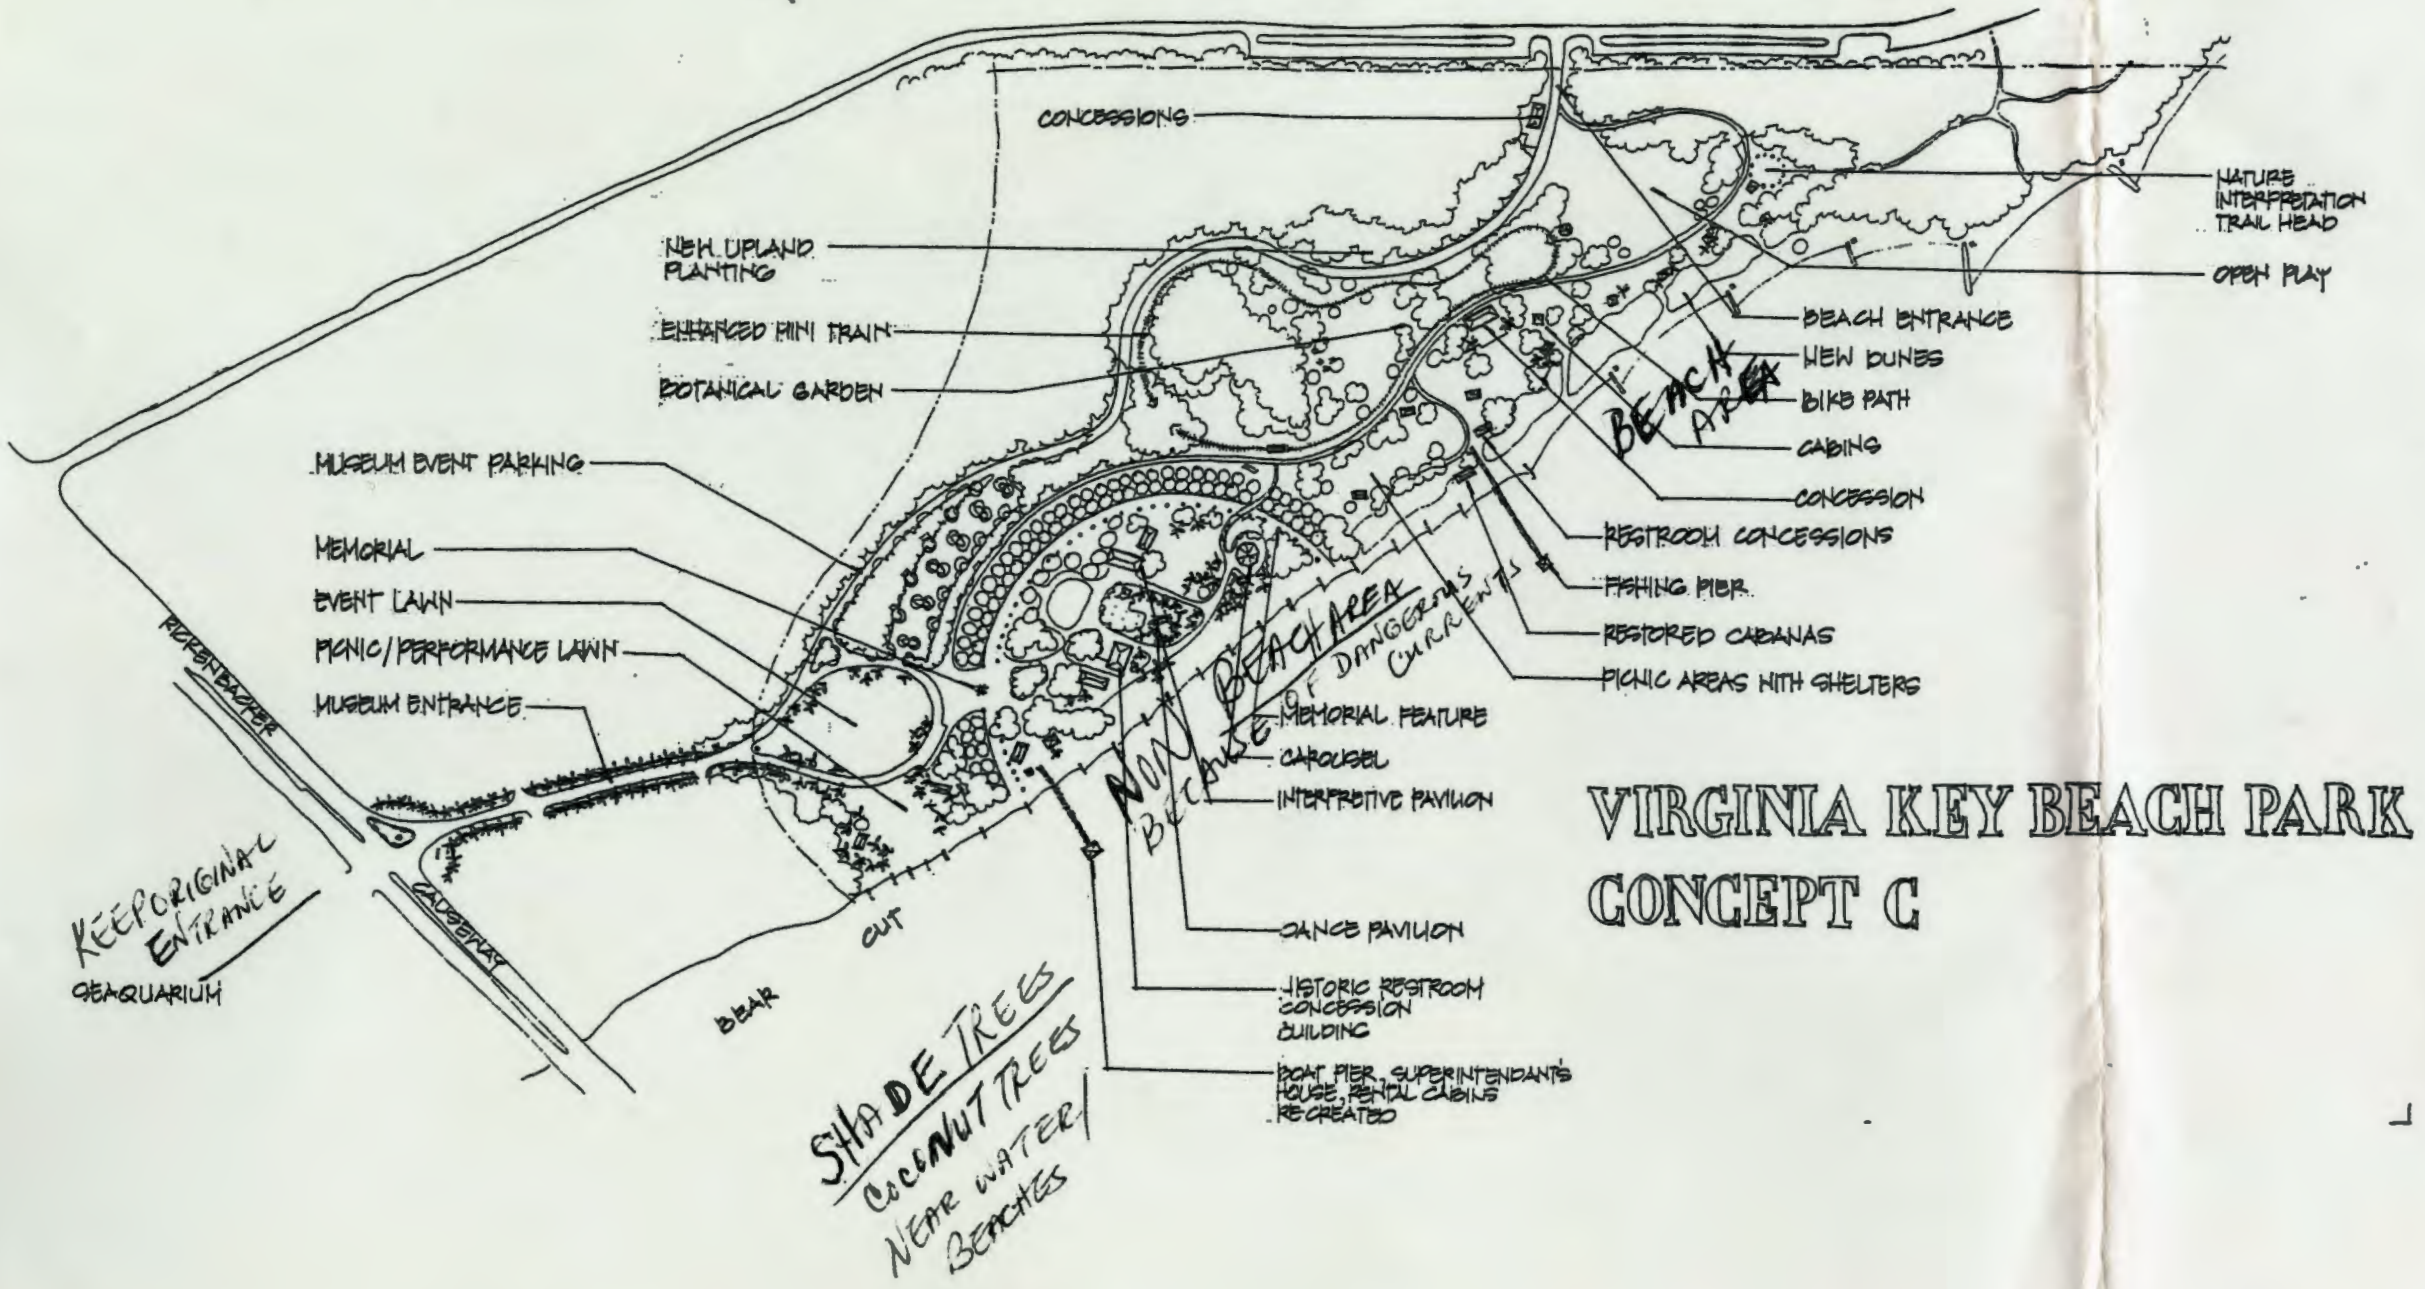 CONCESSIONS
NEW UPLAND
PLANTING
ENHANCED MINI TRAIN
BOTANICAL GARDEN
MUSEUM EVENT PARKING
MEMORIAL
EVENT LAWN
PICNIC/PERFORMANCE LAWN
MUSEUM ENTRANCE
RICKENBACKER
CAUSEWAY
KEEP ORIGINAL
ENTRANCE
SEAQUARIUM
BEAR
CUT
SHADE TREES
COCONUT TREES
NEAR WATER/
BEACHES
NATURE
INTERPRETATION
TRAIL HEAD
OPEN PLAY
BEACH ENTRANCE
NEW DUNES
BIKE PATH
CABINS
CONCESSION
BEACH
AREA
RESTROOM CONCESSIONS
FISHING PIER
RESTORED CABANAS
PICNIC AREAS WITH SHELTERS
NON BEACH AREA
BECAUSE OF DANGEROUS
CURRENTS
MEMORIAL FEATURE
CAROUSEL
INTERPRETIVE PAVILION
DANCE PAVILION
HISTORIC RESTROOM
CONCESSION
BUILDING
BOAT PIER, SUPERINTENDANT'S
HOUSE, RENTAL CABINS
RE-CREATED
VIRGINIA KEY BEACH PARK
CONCEPT C